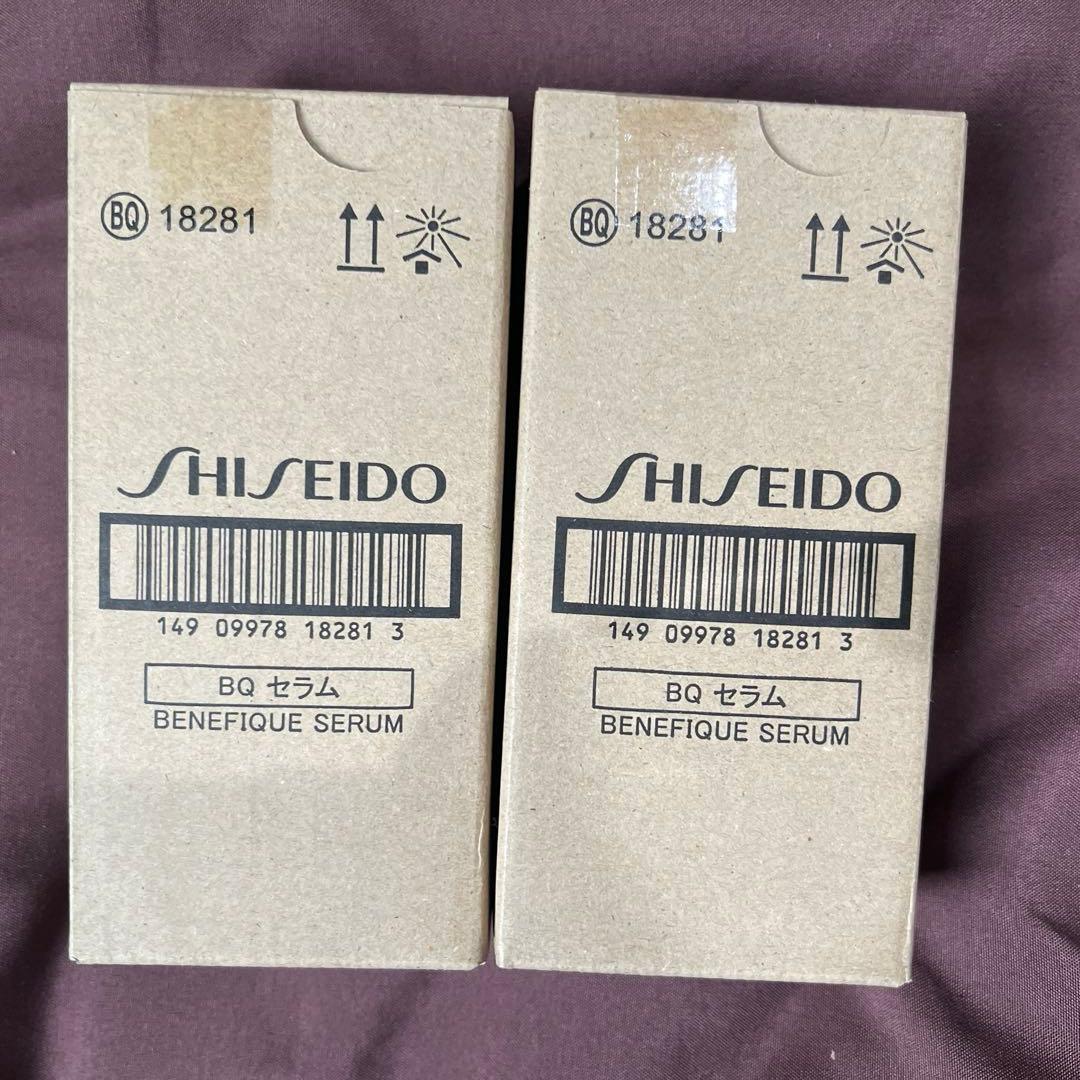 BQ 18281
SHISEIDO
149 09978 18281 3
BQ セラム
BENEFIQUE SERUM
BQ 18281
SHISEIDO
149 09978 18281 3
BQ セラム
BENEFIQUE SERUM